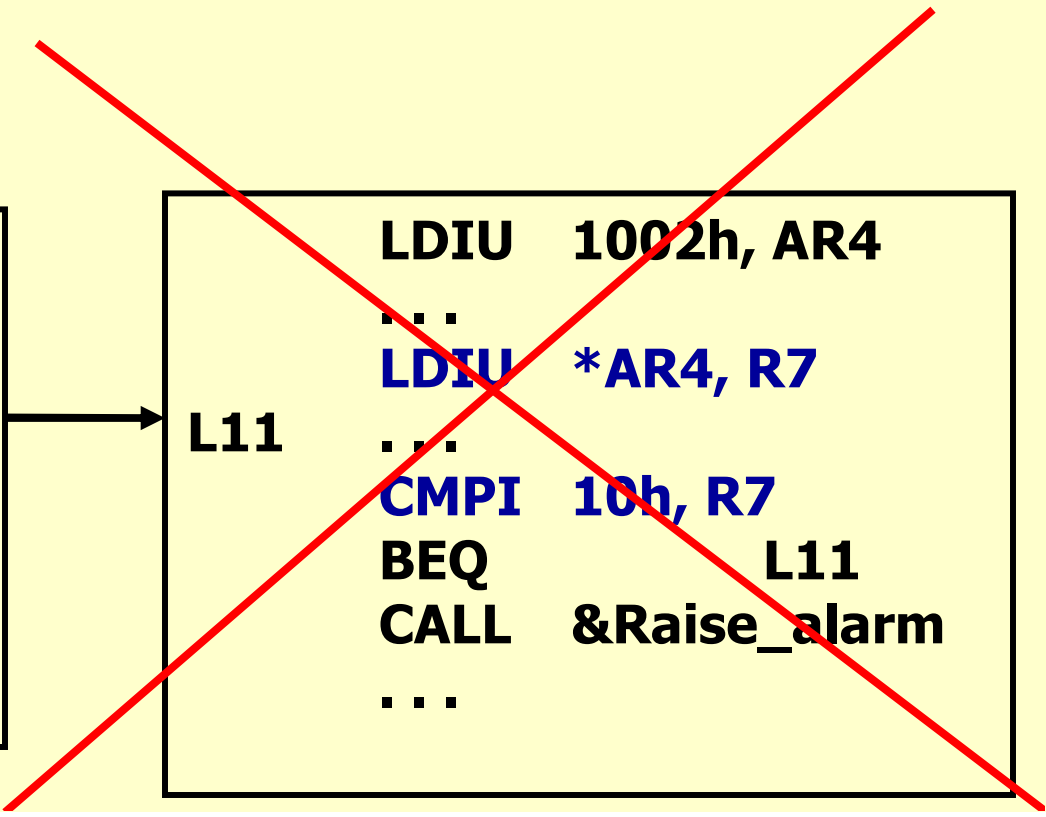 LDIU 1002h, AR4
. . .
LDIU *AR4, R7
L11 . . .
CMPI 10h, R7
BEQ L11
CALL &Raise_alarm
. . .